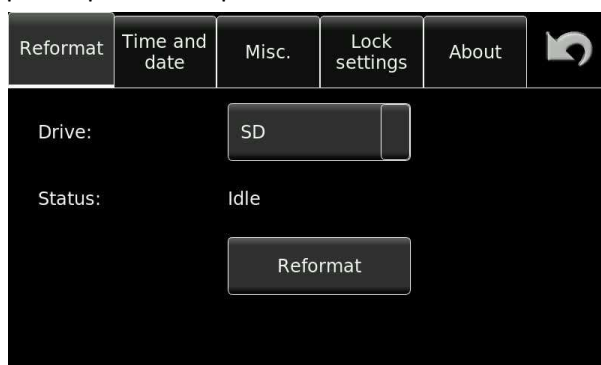 Reformat
Time and
date
Misc.
Lock
settings
About
Drive:
SD
Status:
Idle
Reformat